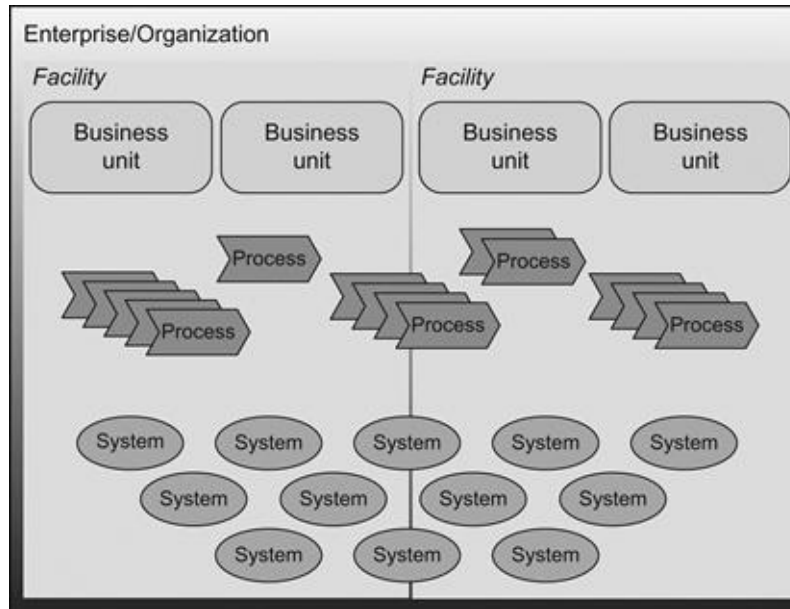 Enterprise/Organization
Facility
Facility
Business
unit
Business
unit
Business
unit
Business
unit
Process
Process
Process
Process
Process
System
System
System
System
System
System
System
System
System
System
System
System